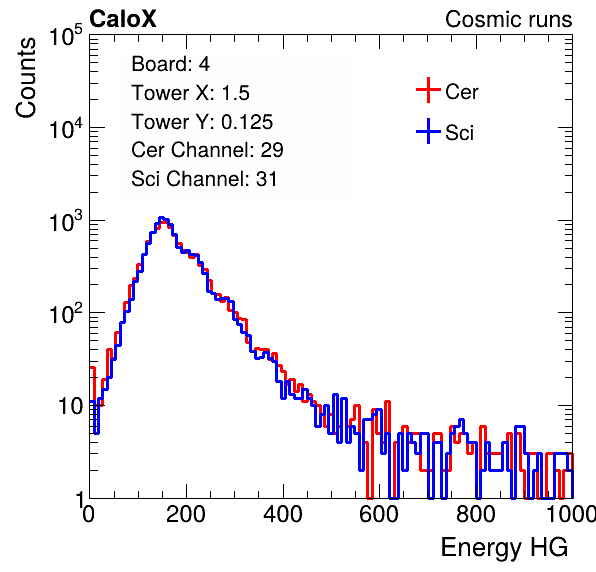 CaloX Cosmic runs
Counts
10^5
10^4
10^3
10^2
10
1
Board: 4
Tower X: 1.5
Tower Y: 0.125
Cer Channel: 29
Sci Channel: 31
Cer
Sci
0 200 400 600 800 1000
Energy HG